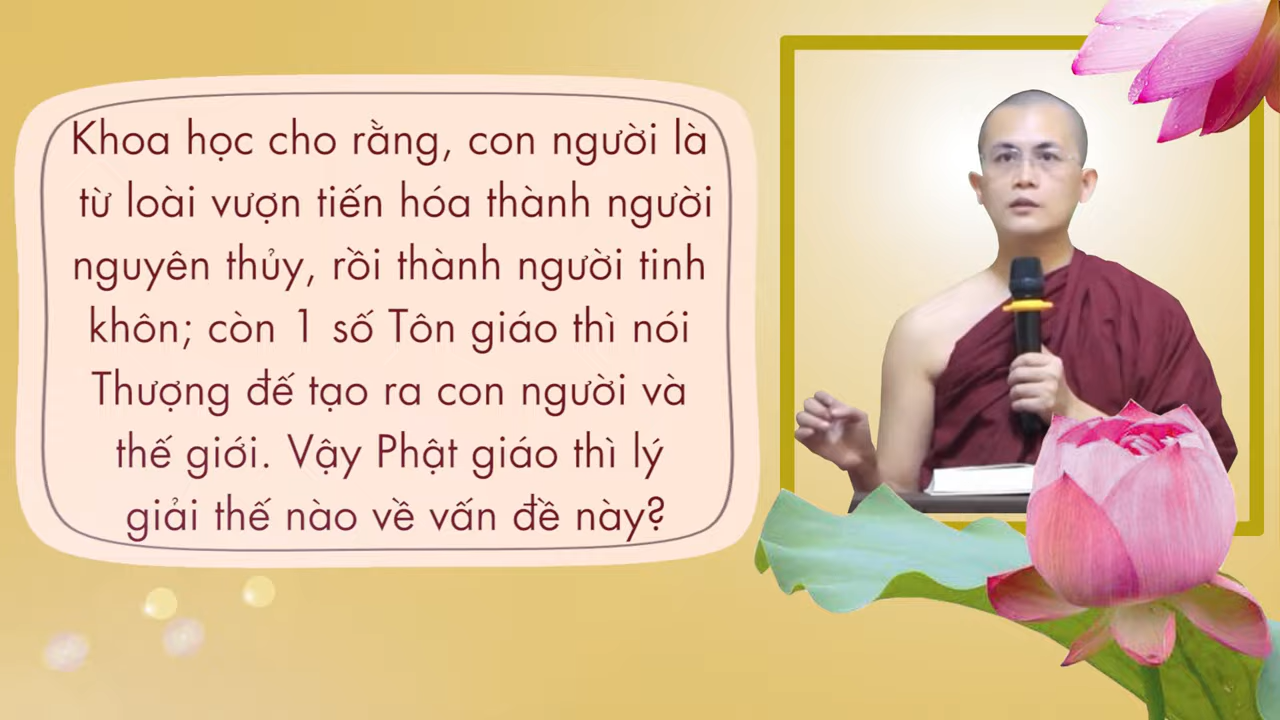 Khoa học cho rằng, con người là
từ loài vượn tiến hóa thành người
nguyên thủy, rồi thành người tinh
khôn; còn 1 số Tôn giáo thì nói
Thượng đế tạo ra con người và
thế giới. Vậy Phật giáo thì lý
giải thế nào về vấn đề này?